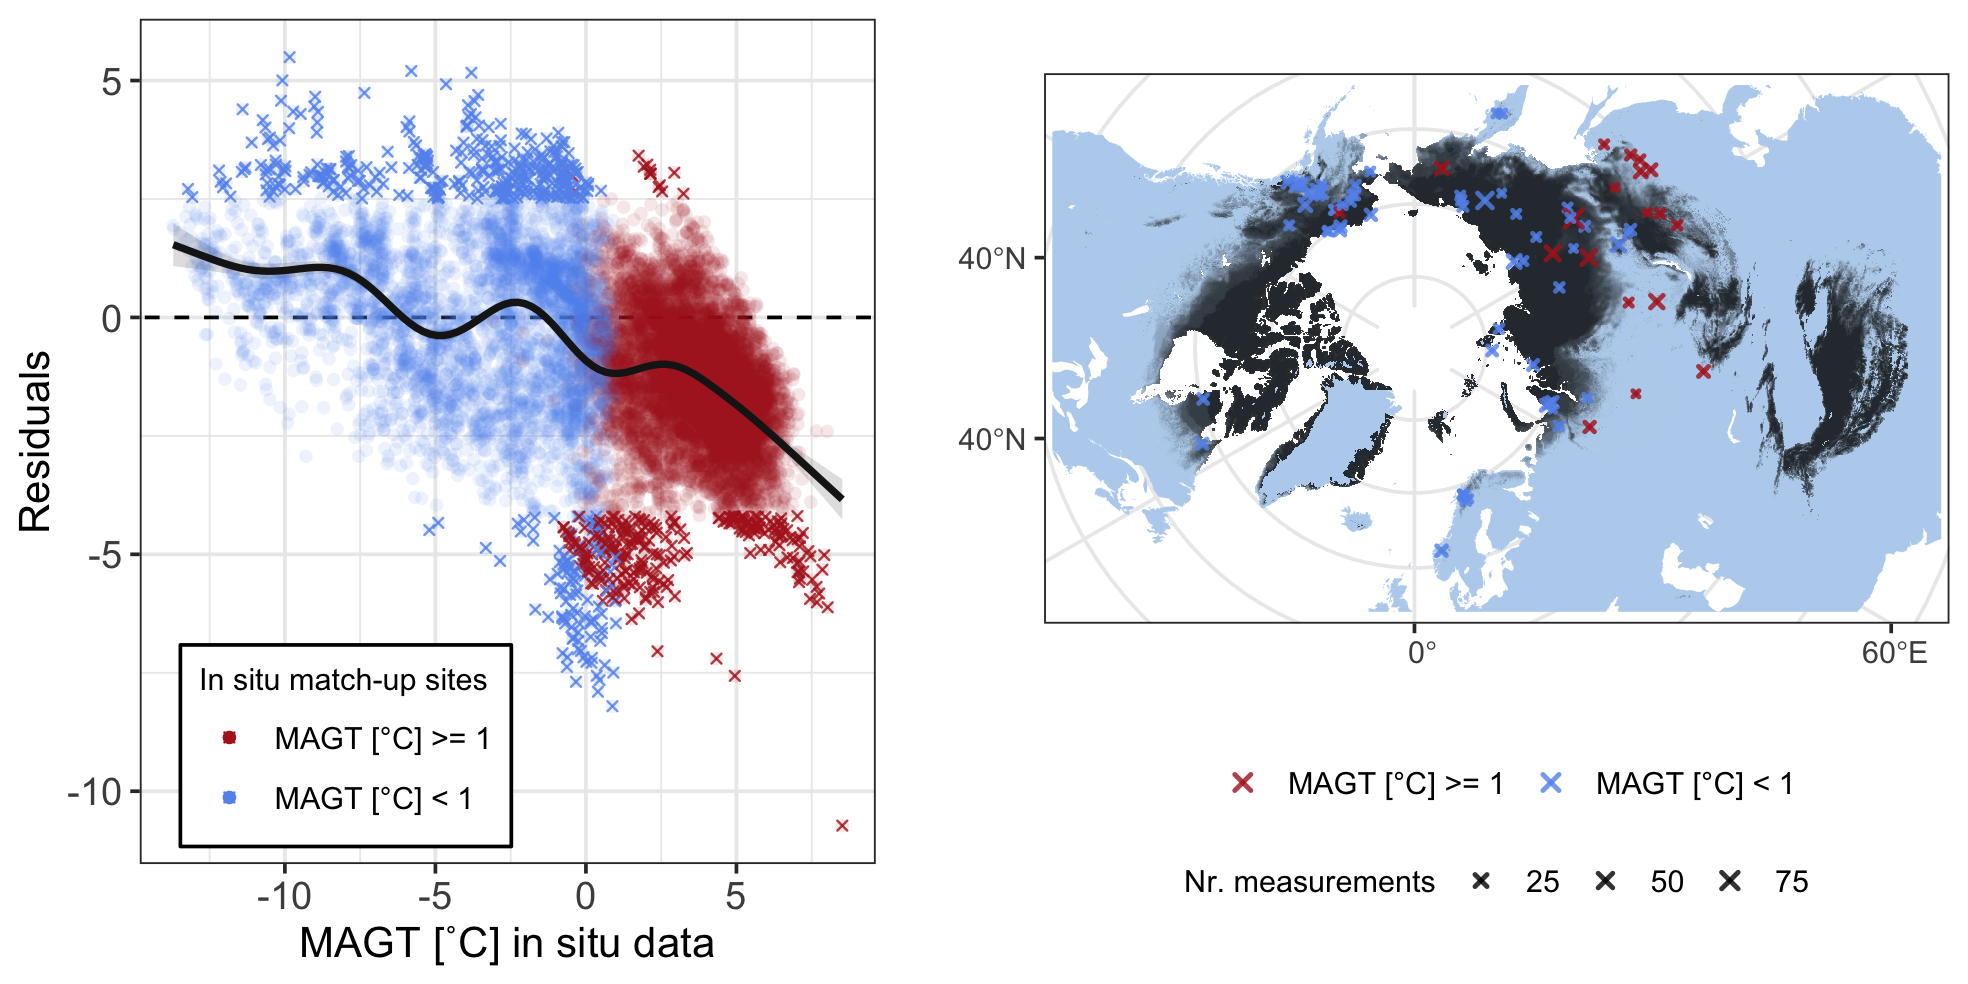 5
0
-5
-10
Residuals
-10 -5 0 5
MAGT [°C] in situ data
In situ match-up sites
MAGT [°C] >= 1
MAGT [°C] < 1
40°N
40°N
0° 60°E
MAGT [°C] >= 1 MAGT [°C] < 1
Nr. measurements 25 50 75